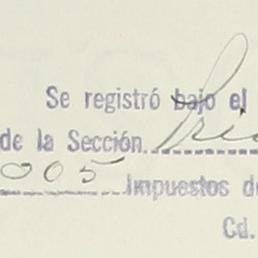 Se registró bajo el
de la Sección
005 Impuestos d
Cd.